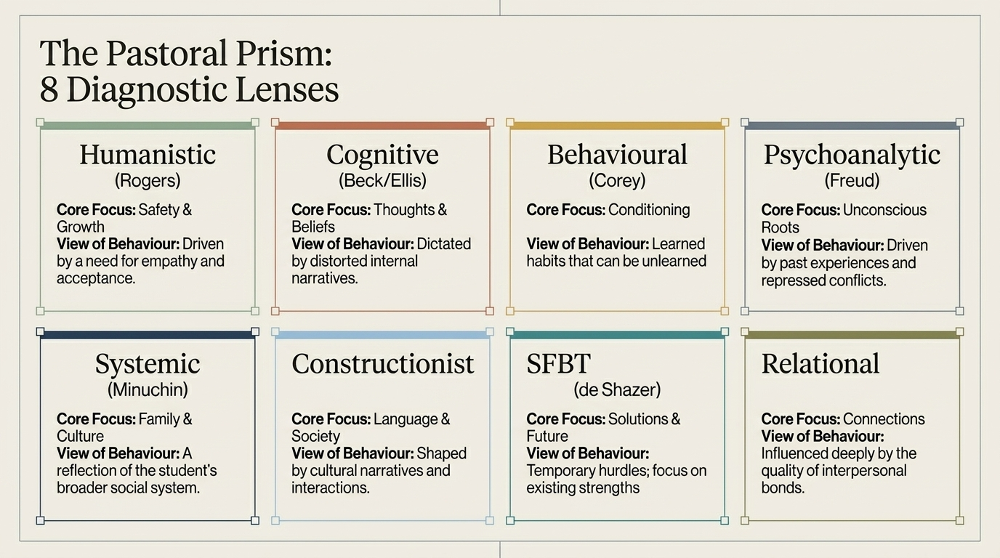 The Pastoral Prism:
8 Diagnostic Lenses
Humanistic
(Rogers)
Core Focus: Safety &
Growth
View of Behaviour: Driven
by a need for empathy and
acceptance.
Cognitive
(Beck/Ellis)
Core Focus: Thoughts &
Beliefs
View of Behaviour: Dictated
by distorted internal
narratives.
Behavioural
(Corey)
Core Focus: Conditioning
View of Behaviour: Learned
habits that can be unlearned
Psychoanalytic
(Freud)
Core Focus: Unconscious
Roots
View of Behaviour: Driven
by past experiences and
repressed conflicts.
Systemic
(Minuchin)
Core Focus: Family &
Culture
View of Behaviour: A
reflection of the student's
broader social system.
Constructionist
Core Focus: Language &
Society
View of Behaviour: Shaped
by cultural narratives and
interactions.
SFBT
(de Shazer)
Core Focus: Solutions &
Future
View of Behaviour:
Temporary hurdles; focus on
existing strengths
Relational
Core Focus: Connections
View of Behaviour:
Influenced deeply by the
quality of interpersonal
bonds.